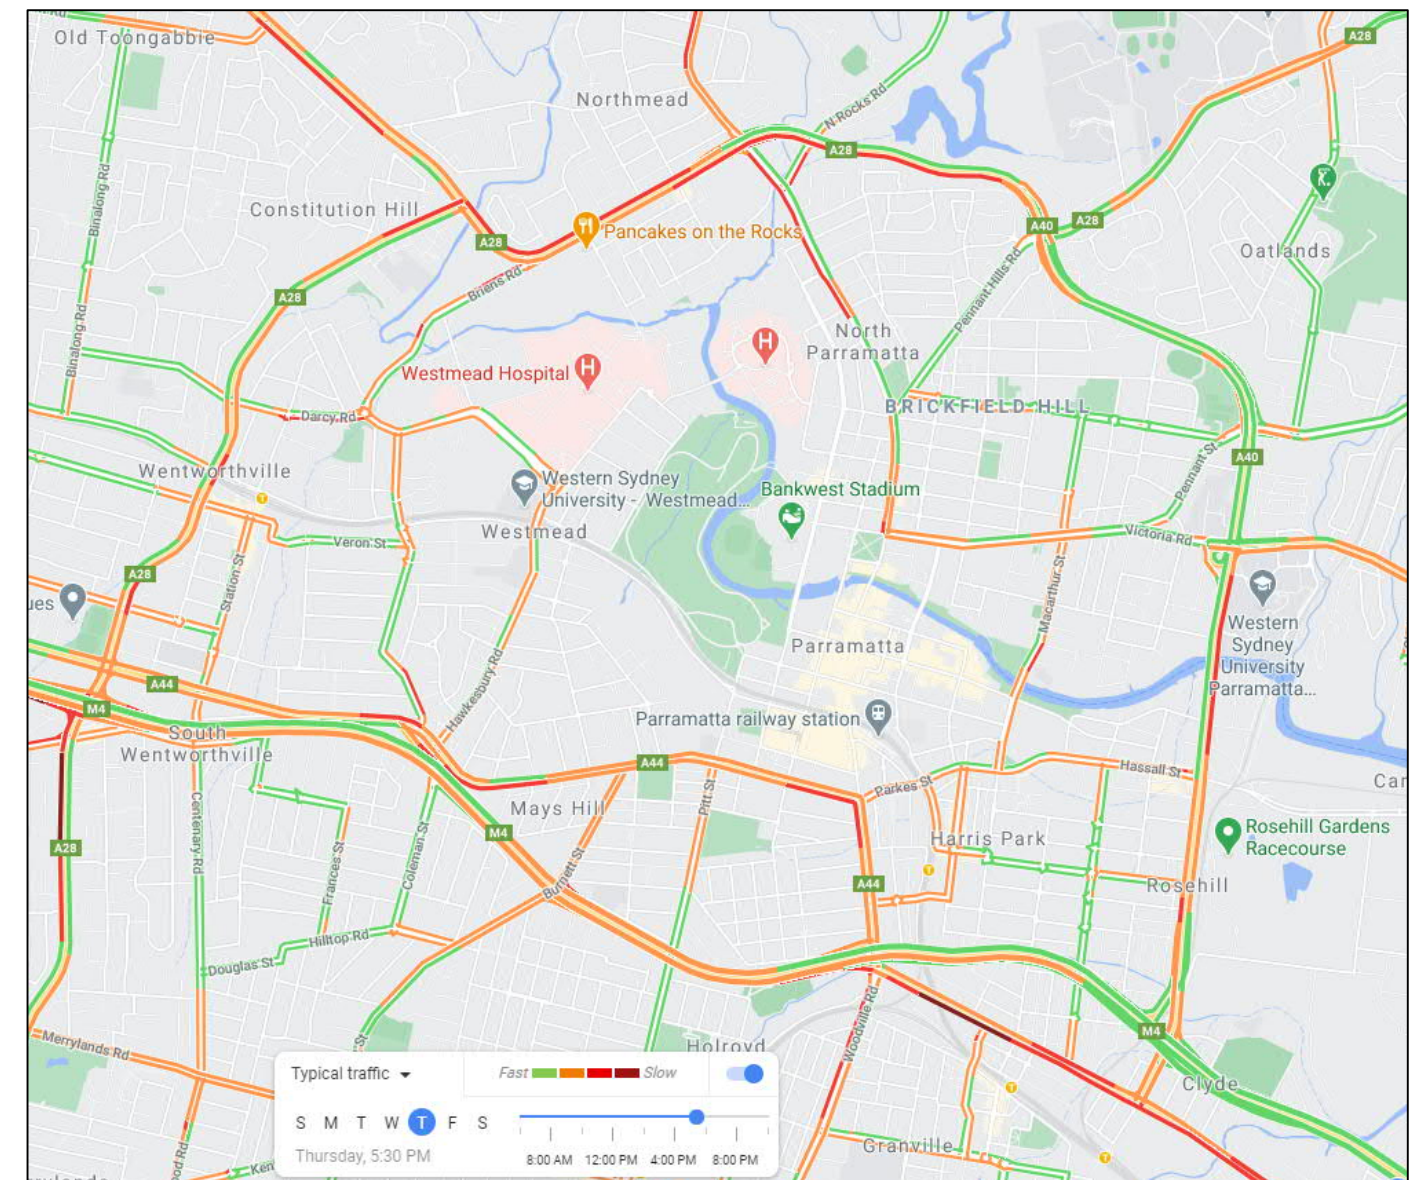 Old Toongabbie
Northmead
N Rocks Rd
A28
A28
Binalong Rd
Constitution Hill
A28
Pancakes on the Rocks
A40
A28
Oatlands
A28
Briens Rd
Pennant Hills Rd
Binalong Rd
North
Parramatta
Westmead Hospital
Darcy Rd
BRICKFIELD HILL
Wentworthville
Western Sydney
University - Westmead...
Bankwest Stadium
Pennant St
A40
Westmead
Veron St
Victoria Rd
A28
Station St
Macarthur St
Western
Sydney
University
Parramatta...
Parramatta
A44
M4
Hawkesbury Rd
Parramatta railway station
South
Wentworthville
A44
Hassall St
Parkes St
Pitt St
Mays Hill
M4
Centenary Rd
Frances St
Coleman St
Burnett St
A28
Harris Park
Rosehill Gardens
Racecourse
A44
Rosehill
Hilltop Rd
Douglas St
Merrylands Rd
Woodville Rd
M4
Holroyd
Clyde
Granville
St
Typical traffic
Fast
Slow
S M T W T F S
Thursday, 5:30 PM
8:00 AM 12:00 PM 4:00 PM 8:00 PM